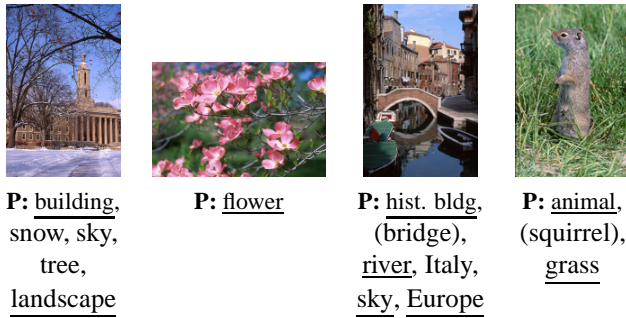 P: building,
snow, sky,
tree,
landscape
P: flower
P: hist. bldg,
(bridge),
river, Italy,
sky, Europe
P: animal,
(squirrel),
grass